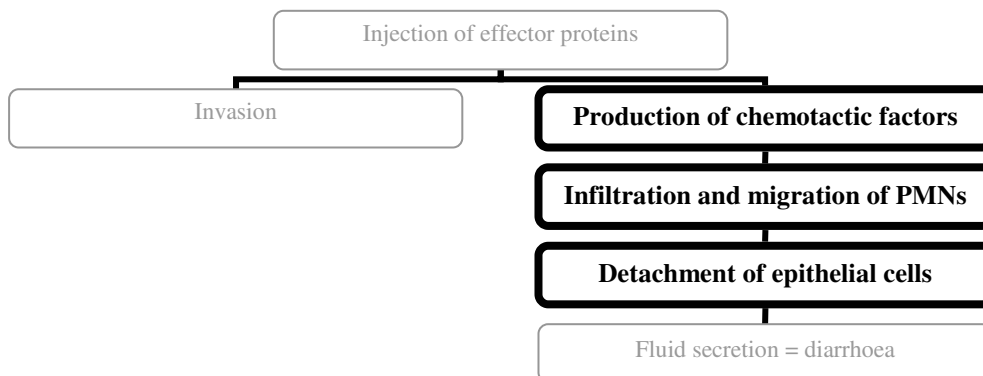 Injection of effector proteins
Invasion
Production of chemotactic factors
Infiltration and migration of PMNs
Detachment of epithelial cells
Fluid secretion = diarrhoea